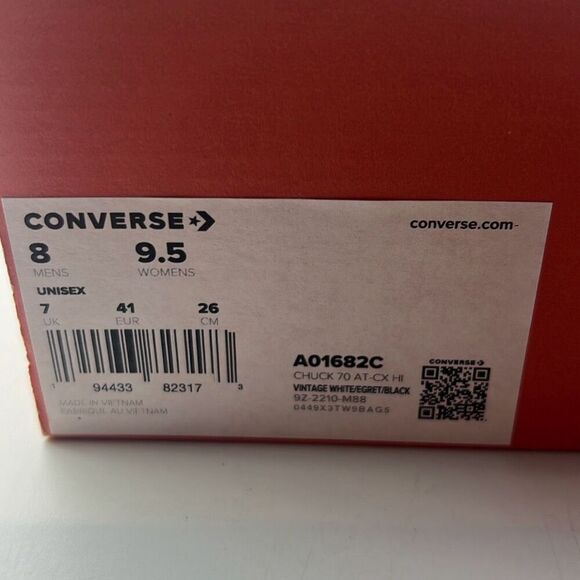 CONVERSE
converse.com
8 9.5
MENS WOMENS
UNISEX
7 41 26
UK EUR CM
1 94433 82317 3
MADE IN VIETNAM
FABRIQUE AU VIETNAM
A01682C
CHUCK 70 AT-CX HI
VINTAGE WHITE/EGRET/BLACK
9Z-2210-M88
0449X3TW9BAG5
CONVERSE